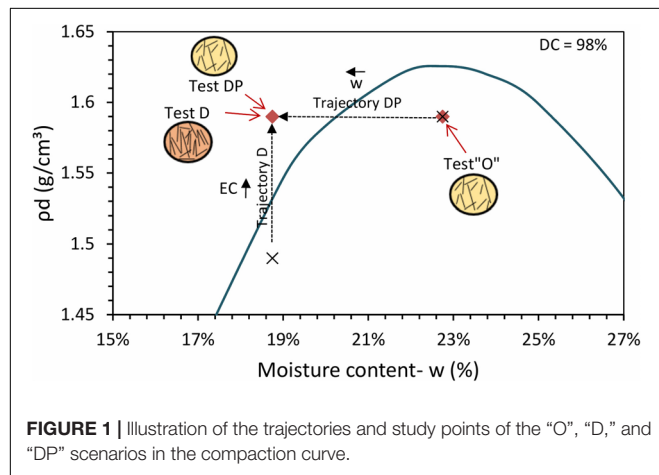 1.65
1.6
1.55
1.5
1.45
ρd (g/cm³)
DC = 98%
w
Test DP
Trajectory DP
Test D
Test"O"
EC
Trajectory D
15%
17%
19%
21%
23%
25%
27%
Moisture content- w (%)
FIGURE 1 | Illustration of the trajectories and study points of the “O”, “D,” and
“DP” scenarios in the compaction curve.